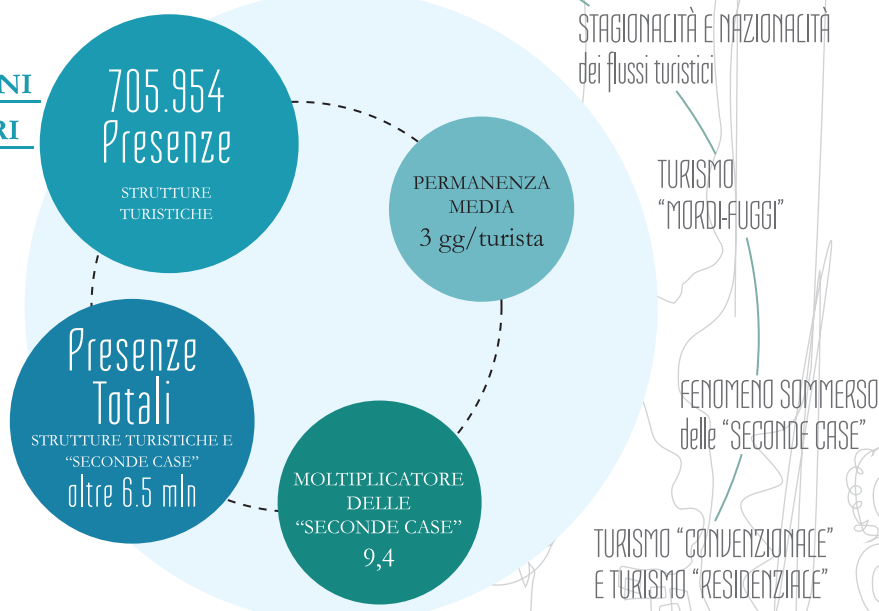 NI
RI
705.954
Presenze
STRUTTURE
TURISTICHE
PERMANENZA
MEDIA
3 gg/turista
Presenze
Totali
STRUTTURE TURISTICHE E
“SECONDE CASE”
oltre 6.5 mln
MOLTIPLICATORE
DELLE
“SECONDE CASE”
9,4
STAGIONALITÀ E NAZIONALITÀ
dei flussi turistici
TURISMO
“MORDI-FUGGI”
FENOMENO SOMMERSO
delle “SECONDE CASE”
TURISMO “CONVENZIONALE”
E TURISMO “RESIDENZIALE”